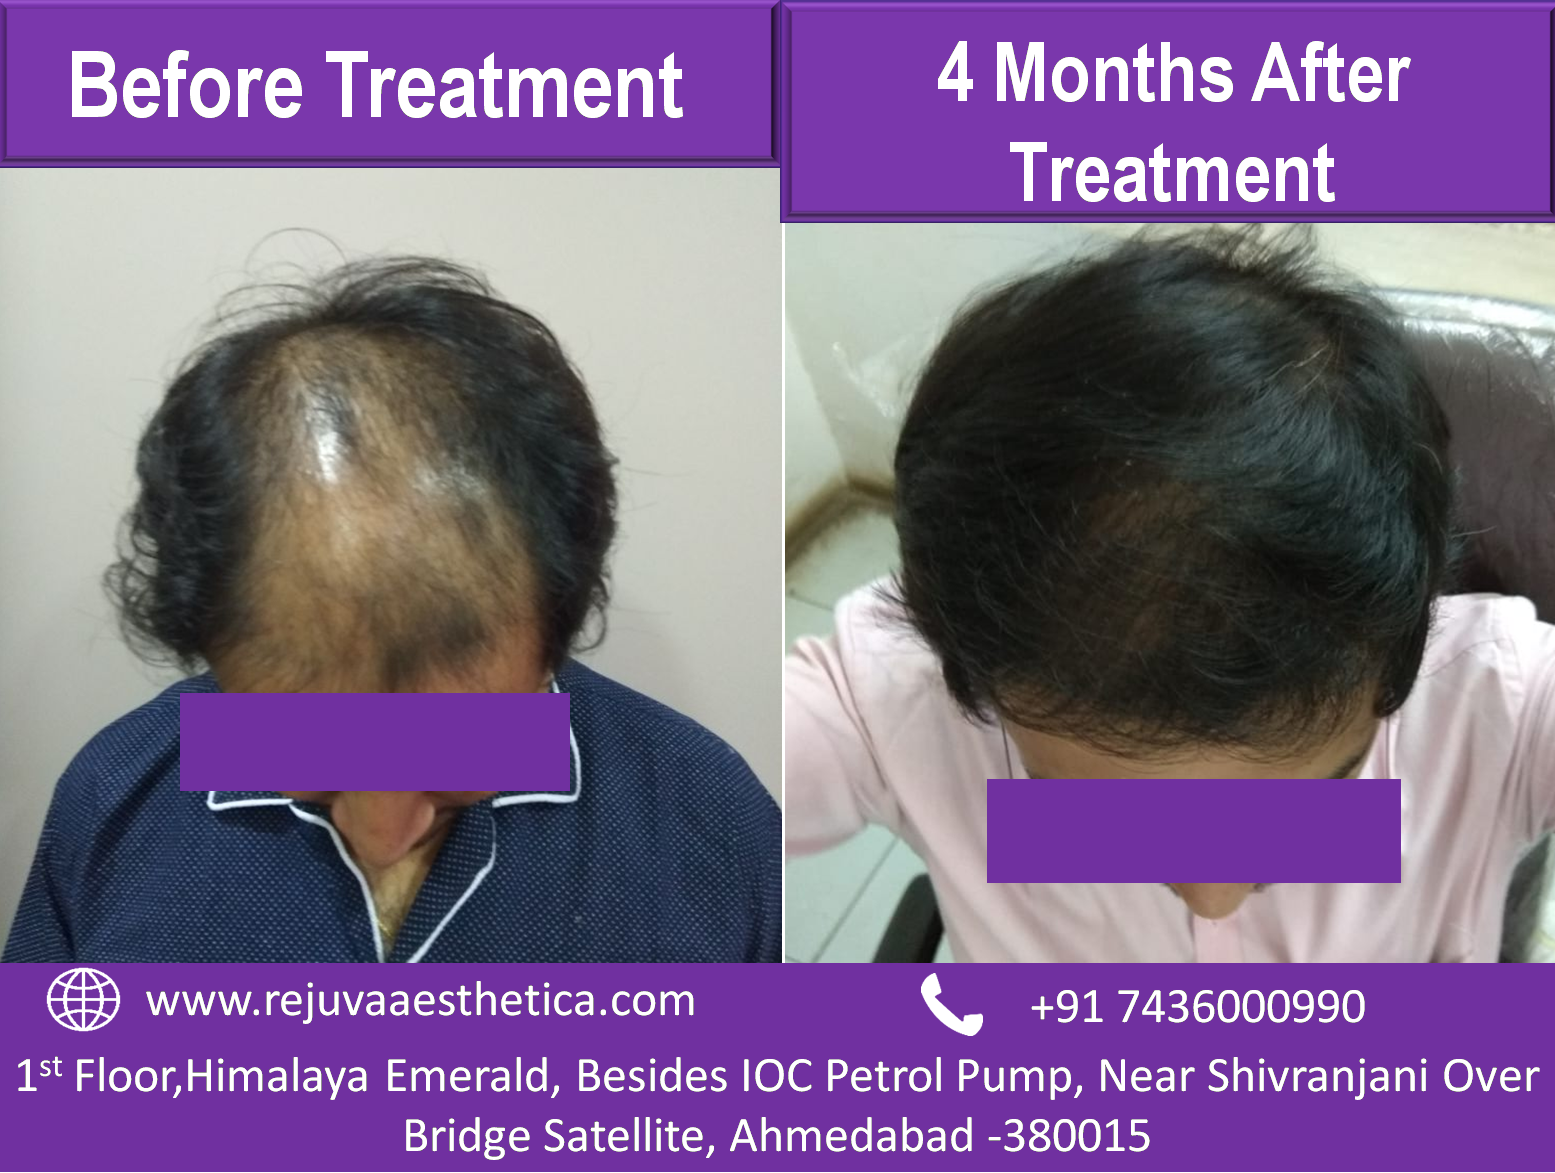 Before Treatment
4 Months After
Treatment
www.rejuvaaesthetica.com
+91 7436000990
1st Floor,Himalaya Emerald, Besides IOC Petrol Pump, Near Shivranjani Over
Bridge Satellite, Ahmedabad -380015